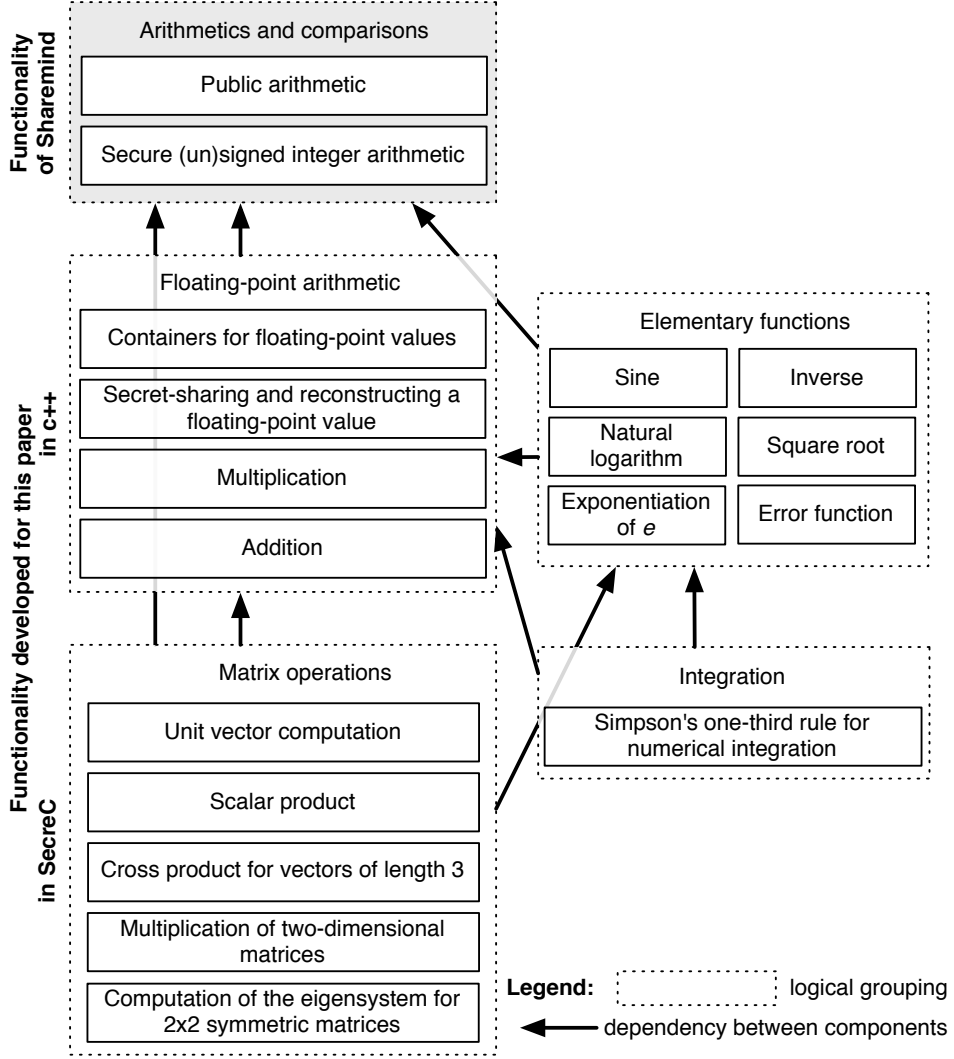 Functionality
of Sharemind
Arithmetics and comparisons
Public arithmetic
Secure (un)signed integer arithmetic
Functionality developed for this paper
in c++
in SecreC
Floating-point arithmetic
Containers for floating-point values
Secret-sharing and reconstructing a
floating-point value
Multiplication
Addition
Elementary functions
Sine
Inverse
Natural
logarithm
Square root
Exponentiation
of e
Error function
Matrix operations
Unit vector computation
Scalar product
Cross product for vectors of length 3
Multiplication of two-dimensional
matrices
Computation of the eigensystem for
2x2 symmetric matrices
Integration
Simpson's one-third rule for
numerical integration
Legend: logical grouping
dependency between components